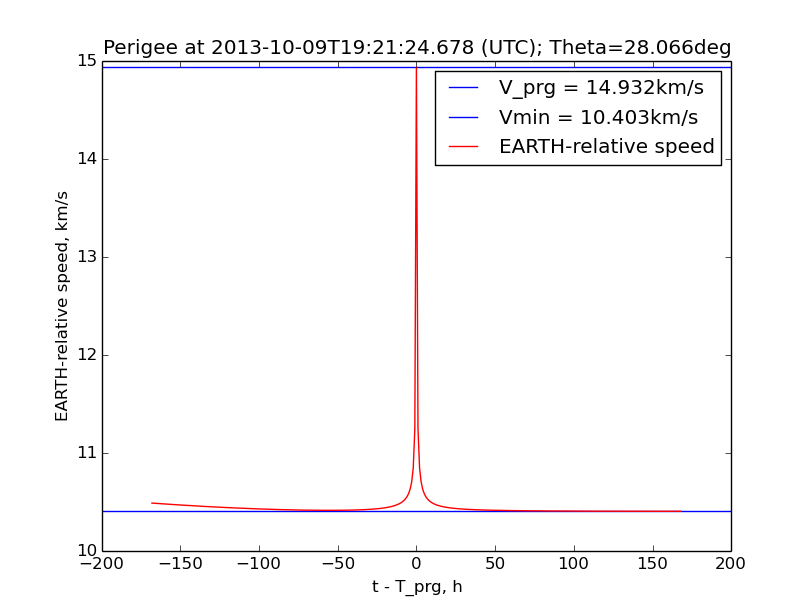 Perigee at 2013-10-09T19:21:24.678 (UTC); Theta=28.066deg
V_prg = 14.932km/s
Vmin = 10.403km/s
EARTH-relative speed
15
14
13
12
11
10
EARTH-relative speed, km/s
−200 −150 −100 −50 0 50 100 150 200
t - T_prg, h